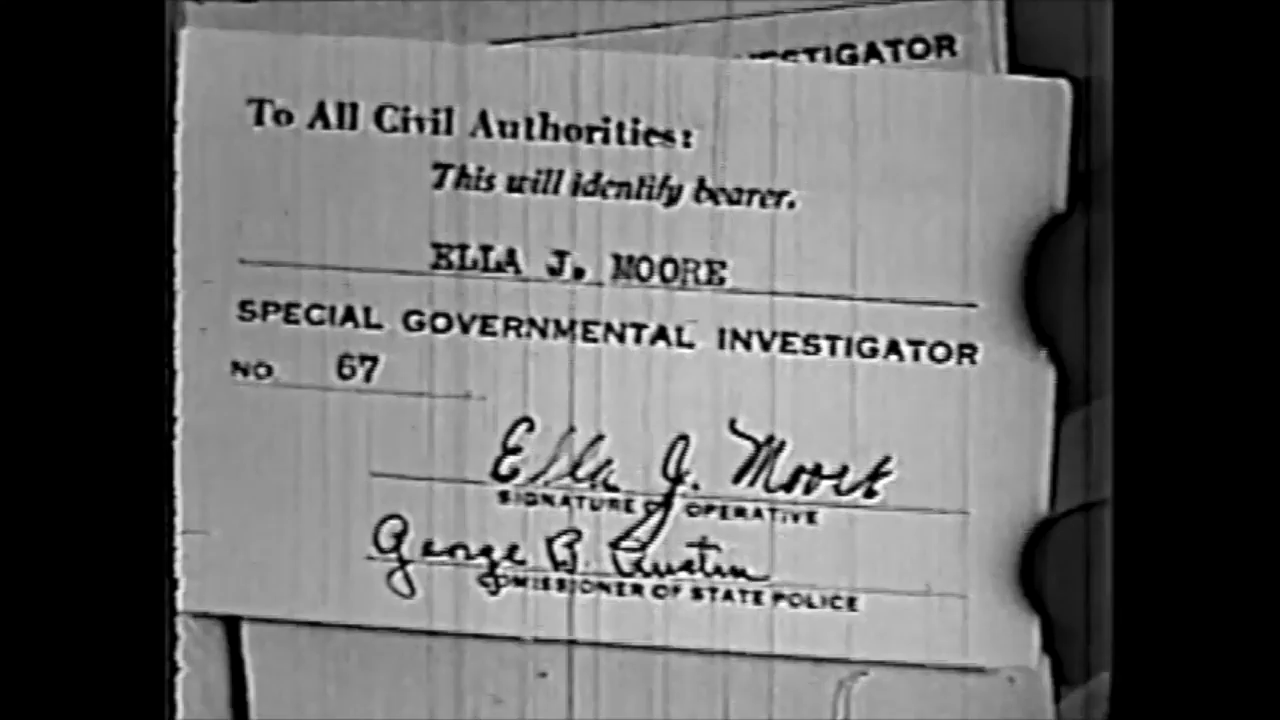 INVESTIGATOR
To All Civil Authorities:
This will identify bearer.
ELLA J. MOORE
SPECIAL GOVERNMENTAL INVESTIGATOR
NO. 67
Ella J. Moore
SIGNATURE OF OPERATIVE
George B.
COMMISSIONER OF STATE POLICE